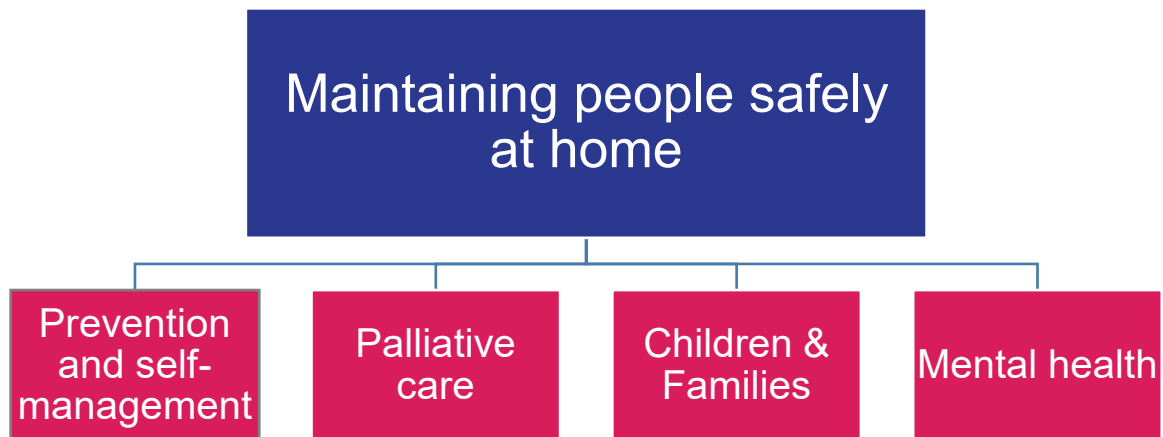 Maintaining people safely
at home
Prevention
and self-
management
Palliative
care
Children &
Families
Mental health